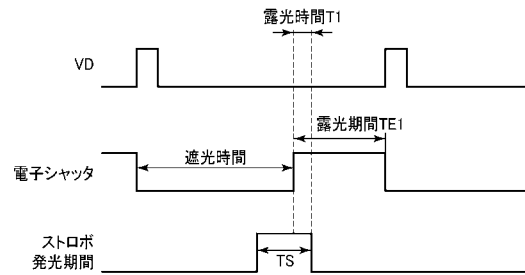 露光時間T1
VD
露光期間TE1
遮光時間
電子シャッタ
ストロボ
発光期間
TS